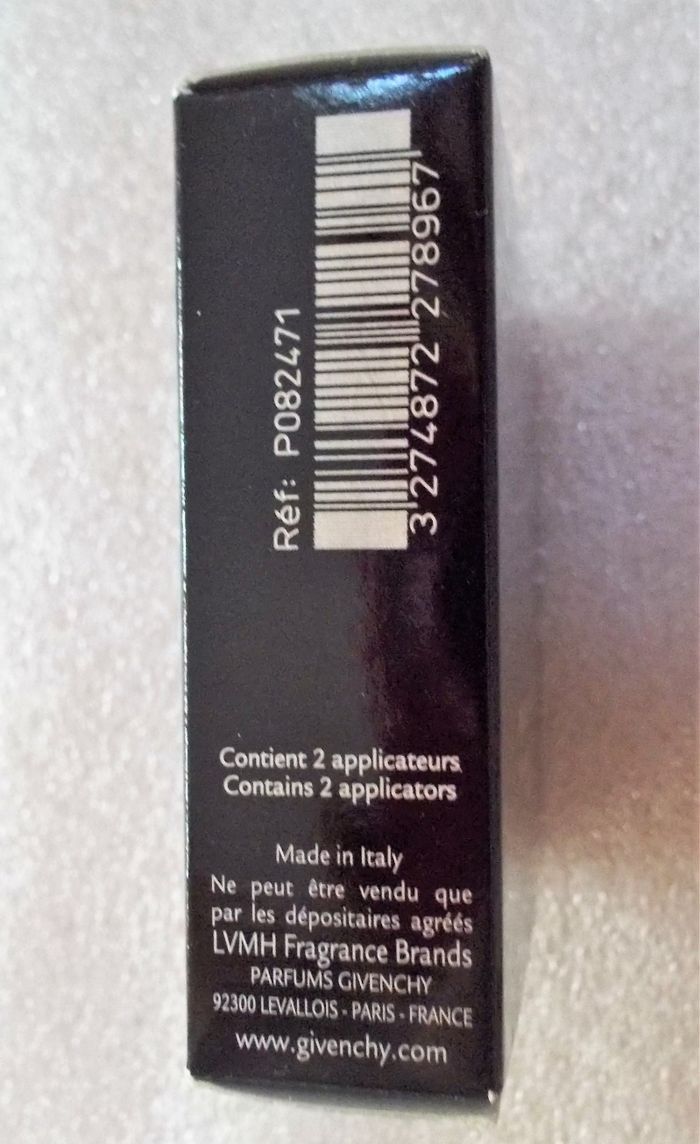 Réf: P082471
3 274872 278967
Contient 2 applicateurs
Contains 2 applicators
Made in Italy
Ne peut être vendu que
par les dépositaires agréés
LVMH Fragrance Brands
PARFUMS GIVENCHY
92300 LEVALLOIS - PARIS - FRANCE
www.givenchy.com